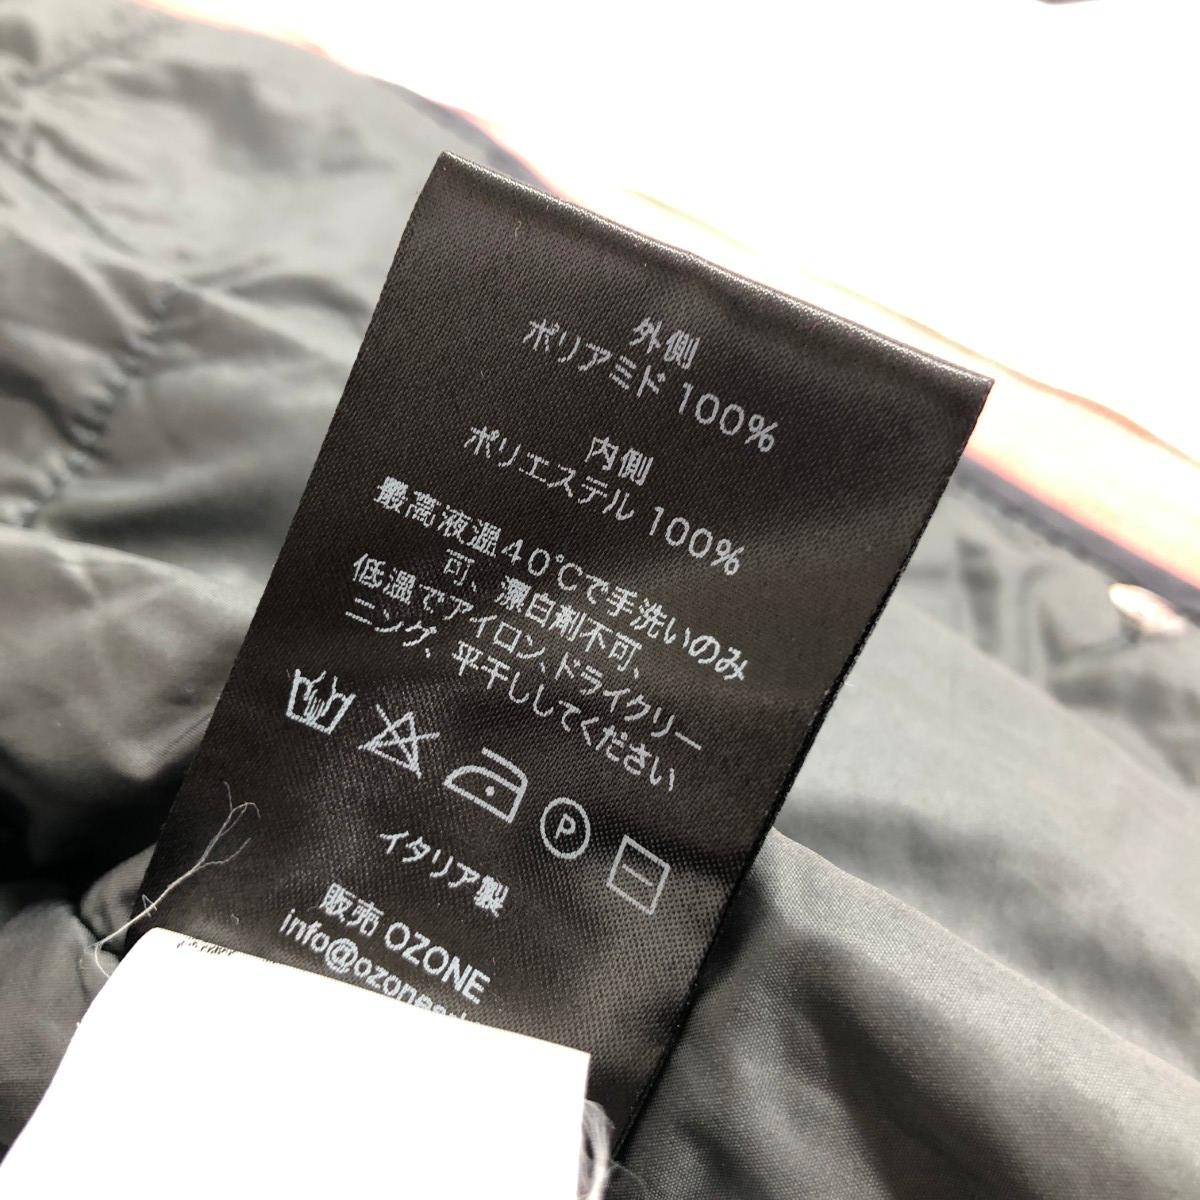 外側
ポリアミド 100%
内側
ポリエステル 100%
最高液温40℃で手洗いのみ
可、漂白剤不可、
低温でアイロン、ドライクリー
ニング、平干ししてください
P
イタリア製
販売 OZONE